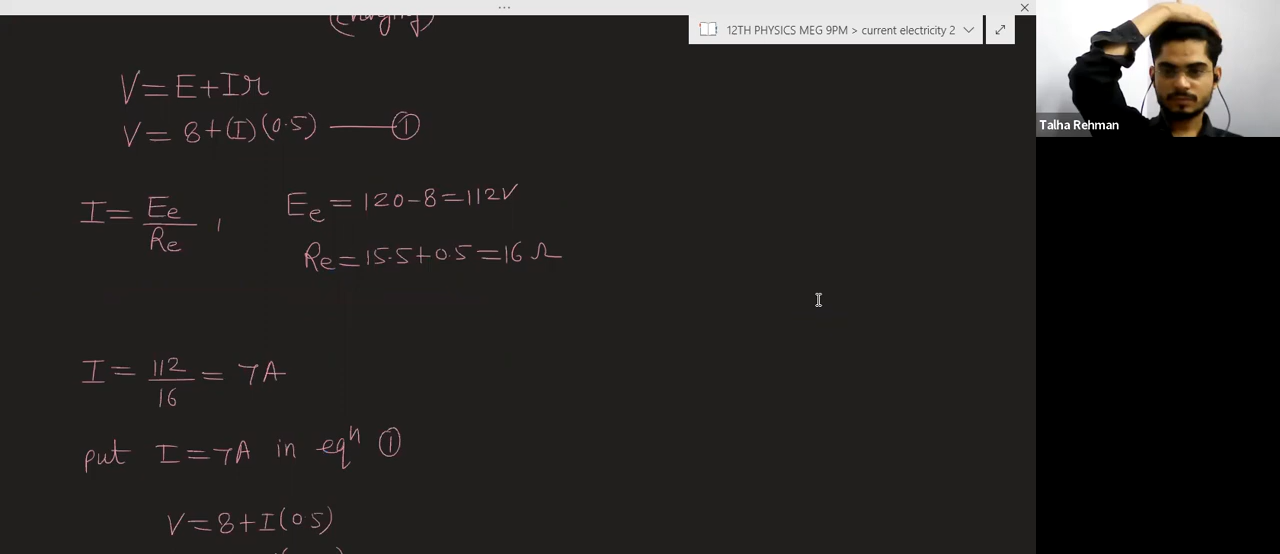 (charging)
12TH PHYSICS MEG 9PM > current electricity 2
Talha Rehman
V = E + Ir
V = 8 + (I)(0.5) ——— ①
I = Ee/Re , Ee = 120 - 8 = 112V
Re = 15.5 + 0.5 = 16 Ω
I = 112/16 = 7A
put I = 7A in eqⁿ ①
V = 8 + I(0.5)